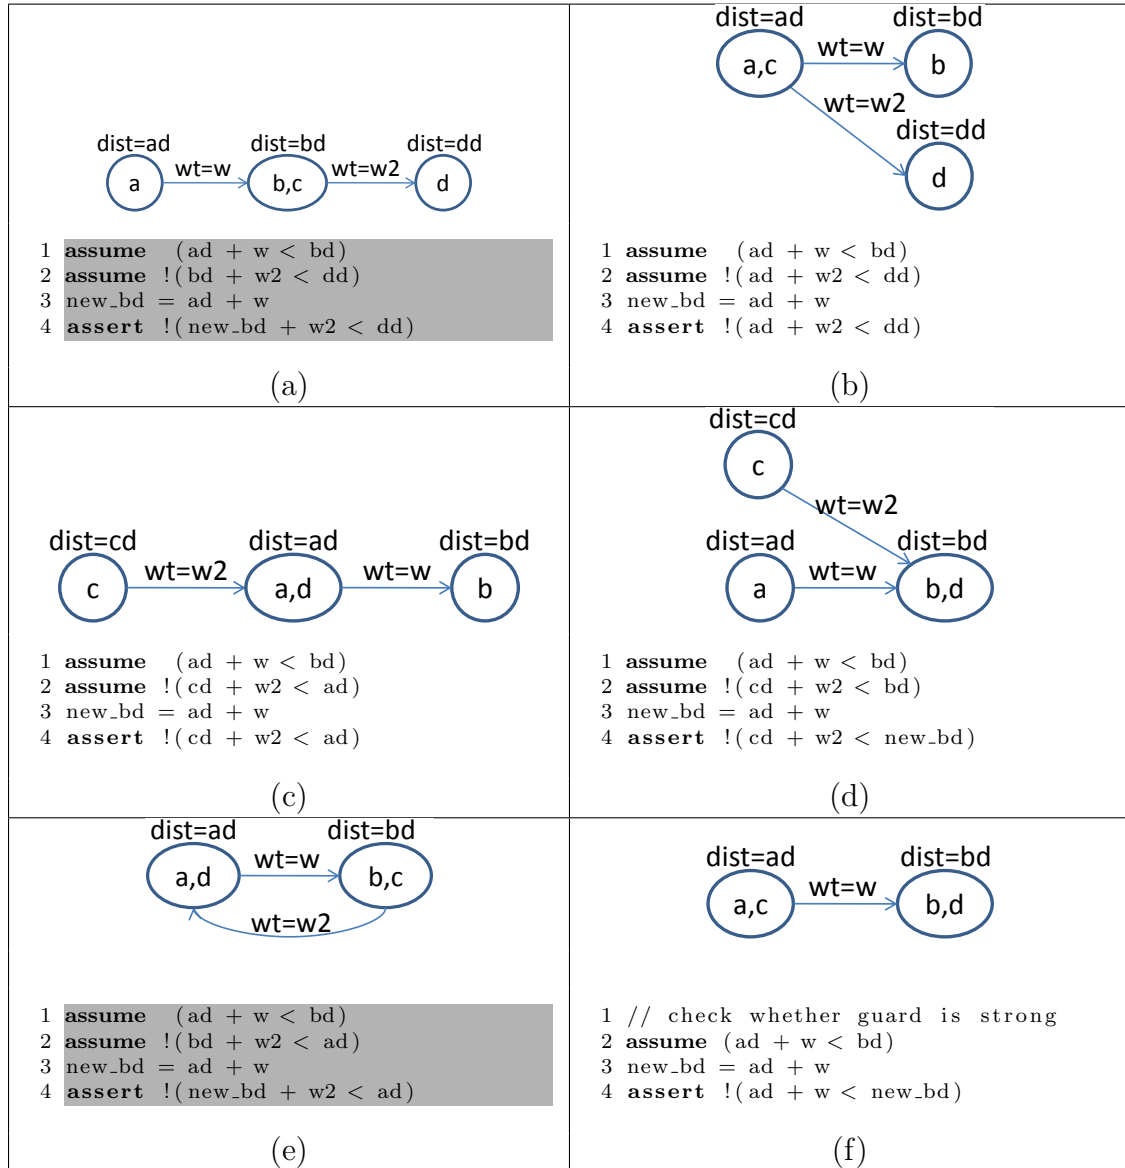 dist=ad dist=bd dist=dd
wt=w wt=w2
a b,c d
1 assume (ad + w < bd)
2 assume !(bd + w2 < dd)
3 new_bd = ad + w
4 assert !(new_bd + w2 < dd)
(a)
dist=ad dist=bd
wt=w
a,c b
wt=w2
dist=dd
d
1 assume (ad + w < bd)
2 assume !(ad + w2 < dd)
3 new_bd = ad + w
4 assert !(ad + w2 < dd)
(b)
dist=cd dist=ad dist=bd
wt=w2 wt=w
c a,d b
1 assume (ad + w < bd)
2 assume !(cd + w2 < ad)
3 new_bd = ad + w
4 assert !(cd + w2 < ad)
(c)
dist=cd
c
wt=w2
dist=ad dist=bd
wt=w
a b,d
1 assume (ad + w < bd)
2 assume !(cd + w2 < bd)
3 new_bd = ad + w
4 assert !(cd + w2 < new_bd)
(d)
dist=ad dist=bd
wt=w
a,d b,c
wt=w2
1 assume (ad + w < bd)
2 assume !(bd + w2 < ad)
3 new_bd = ad + w
4 assert !(new_bd + w2 < ad)
(e)
dist=ad dist=bd
wt=w
a,c b,d
1 // check whether guard is strong
2 assume (ad + w < bd)
3 new_bd = ad + w
4 assert !(ad + w < new_bd)
(f)